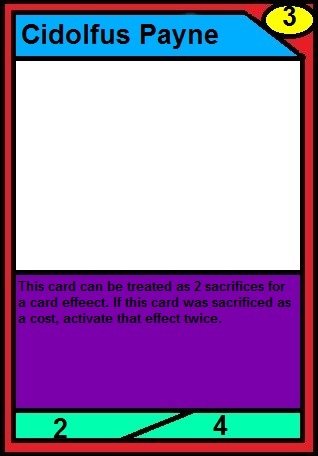 3
Cidolfus Payne
This card can be treated as 2 sacrifices for
a card effeect. If this card was sacrificed as
a cost, activate that effect twice.
2
4